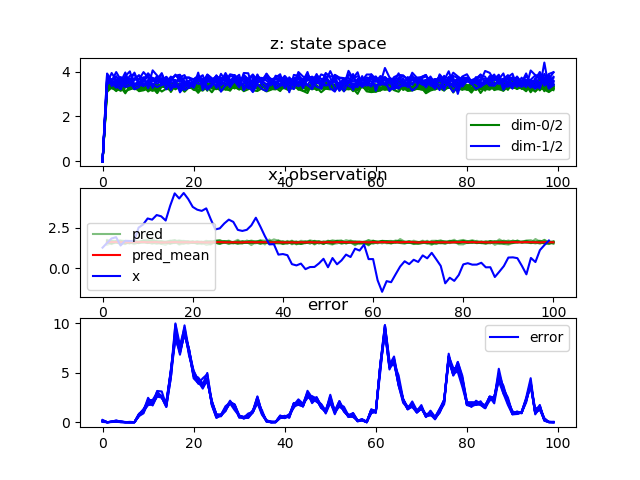 z: state space
4
2
0
dim-0/2
dim-1/2
0 20 40 60 80 100
x: observation
2.5
0.0
pred
pred_mean
x
0 20 40 60 80 100
error
10
5
0
error
0 20 40 60 80 100